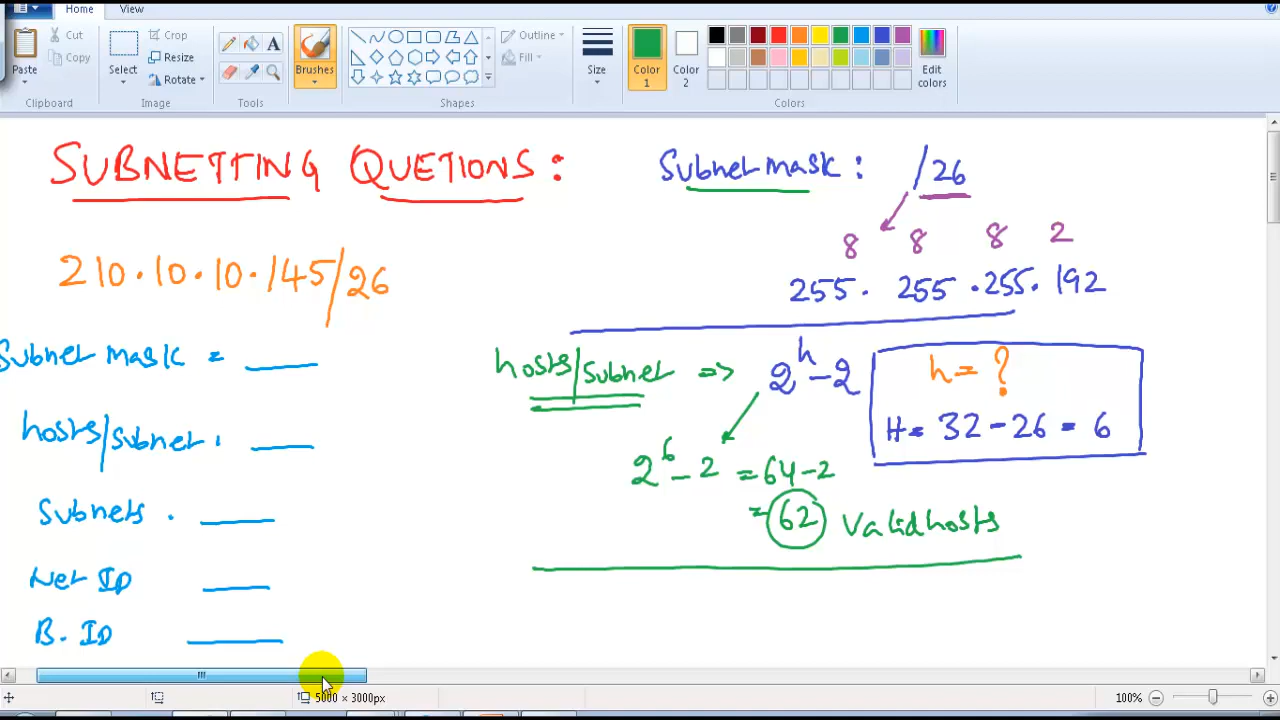 Home View
Paste
Cut
Copy
Clipboard
Select
Crop
Resize
Rotate
Image
A
Tools
Brushes
Outline
Fill
Shapes
Size
Color 1
Color 2
Edit colors
Colors
SUBNETTING QUETIONS:
210.10.10.145/26
Subnet mask = ____
hosts/subnet: ____
Subnets. ____
Net ID ____
B. ID ____
Subnet mask: /26
8 8 8 2
255. 255 .255. 192
hosts/subnet => 2^h-2
h= ?
H= 32-26 = 6
2^6-2 =64-2
=62 Valid hosts
5000 × 3000px
100%